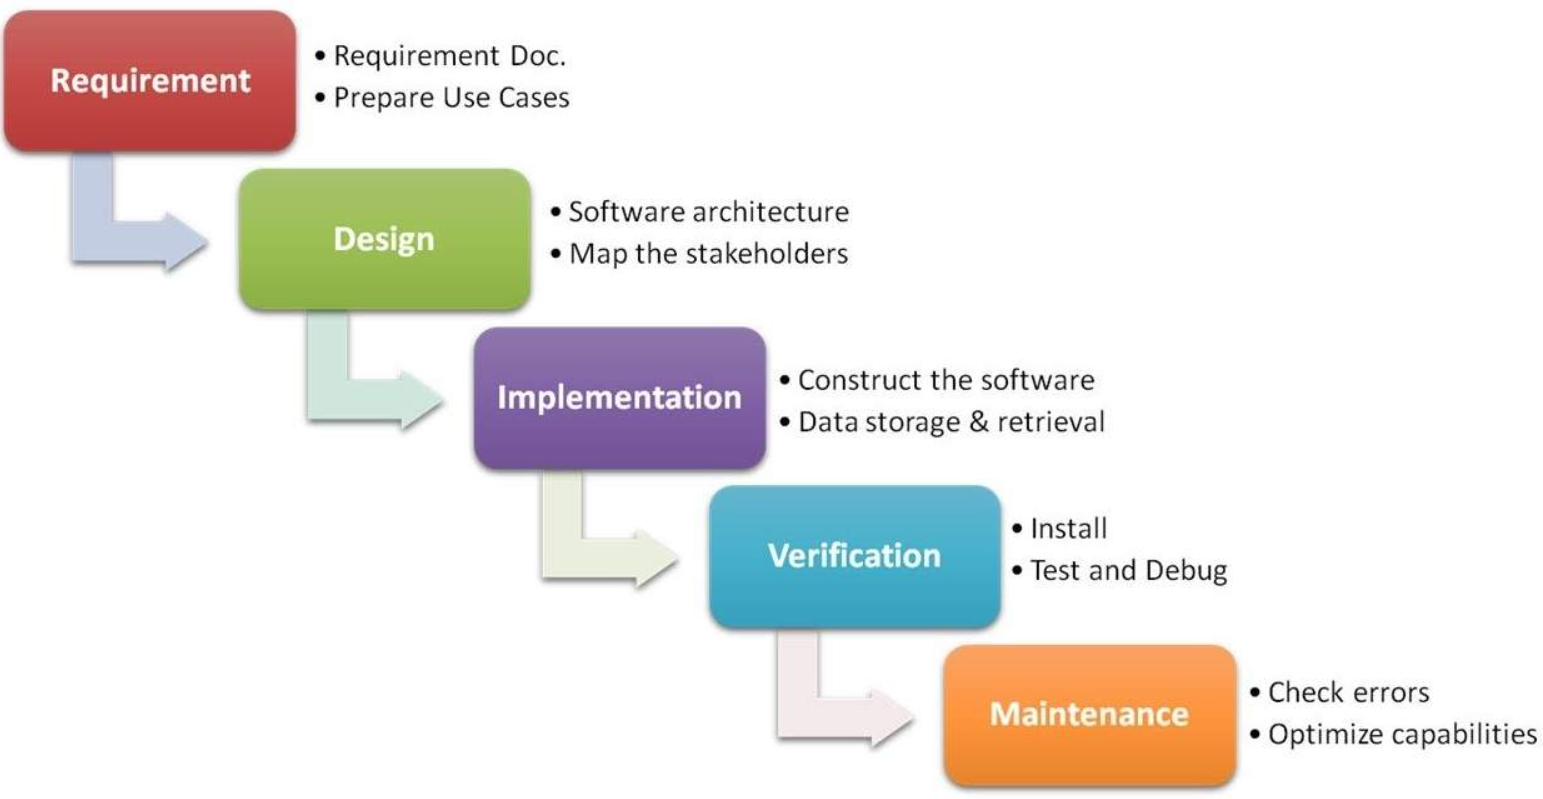 Requirement
• Requirement Doc.
• Prepare Use Cases
Design
• Software architecture
• Map the stakeholders
Implementation
• Construct the software
• Data storage & retrieval
Verification
• Install
• Test and Debug
Maintenance
• Check errors
• Optimize capabilities